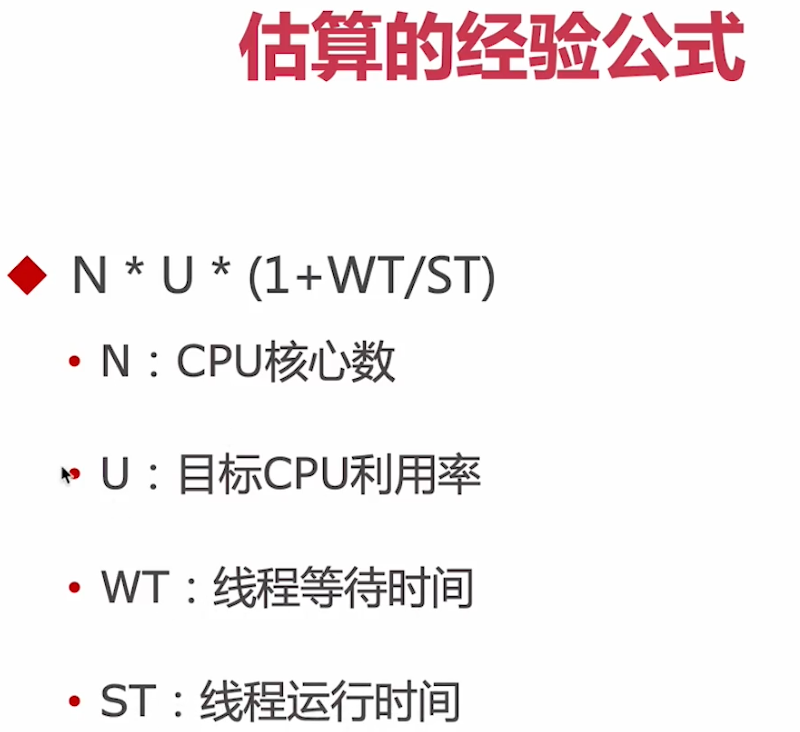 估算的经验公式
N * U * (1+WT/ST)
N：CPU核心数
U：目标CPU利用率
WT：线程等待时间
ST：线程运行时间